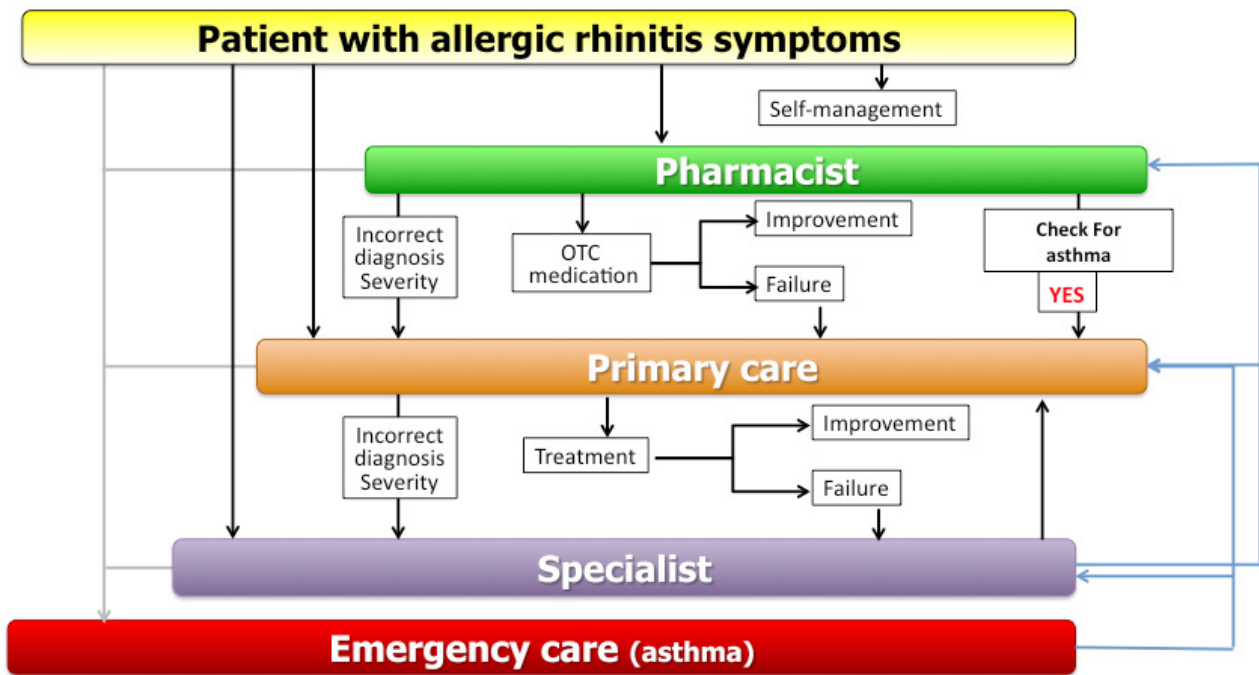 Patient with allergic rhinitis symptoms
Self-management
Pharmacist
Incorrect
diagnosis
Severity
OTC
medication
Improvement
Failure
Check For
asthma
YES
Primary care
Incorrect
diagnosis
Severity
Treatment
Improvement
Failure
Specialist
Emergency care (asthma)